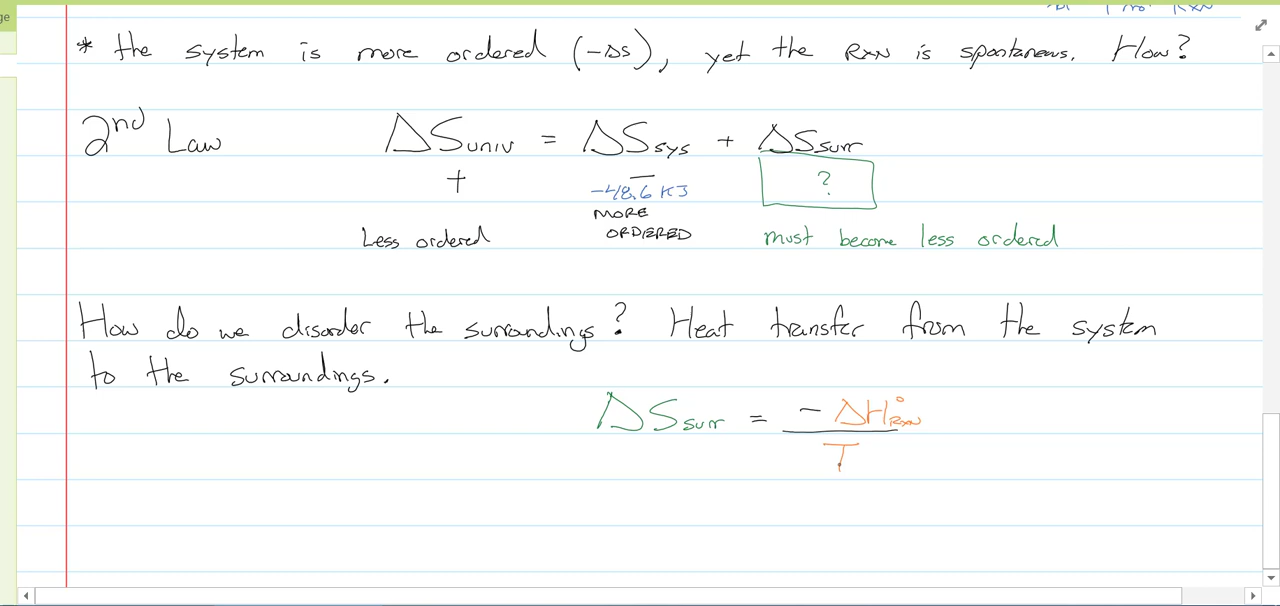 * the system is more ordered (-ΔS), yet the RXN is spontaneous. How?
2nd Law ΔSuniv = ΔSsys + ΔSsurr
+ - ?
-48.6 KJ
MORE
Less ordered ORDERED must become less ordered
How do we disorder the surroundings? Heat transfer from the system
to the surroundings.
ΔSsurr = -ΔH°RXN
T